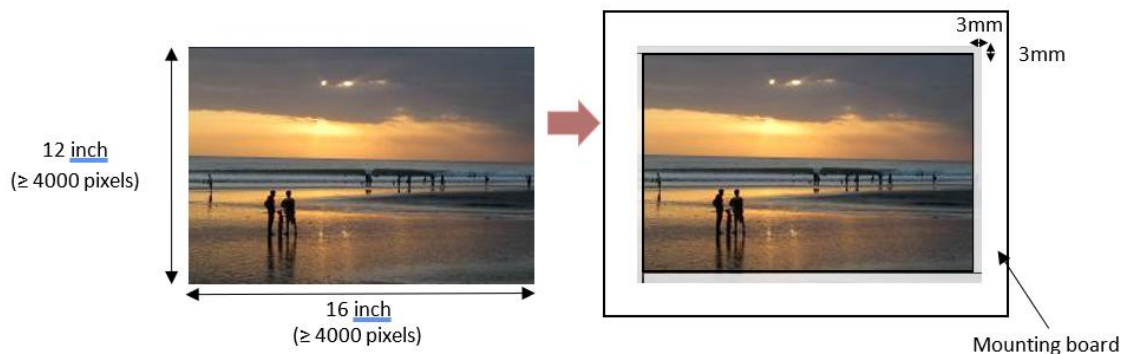 12 inch
(≥ 4000 pixels)
16 inch
(≥ 4000 pixels)
3mm
3mm
Mounting board